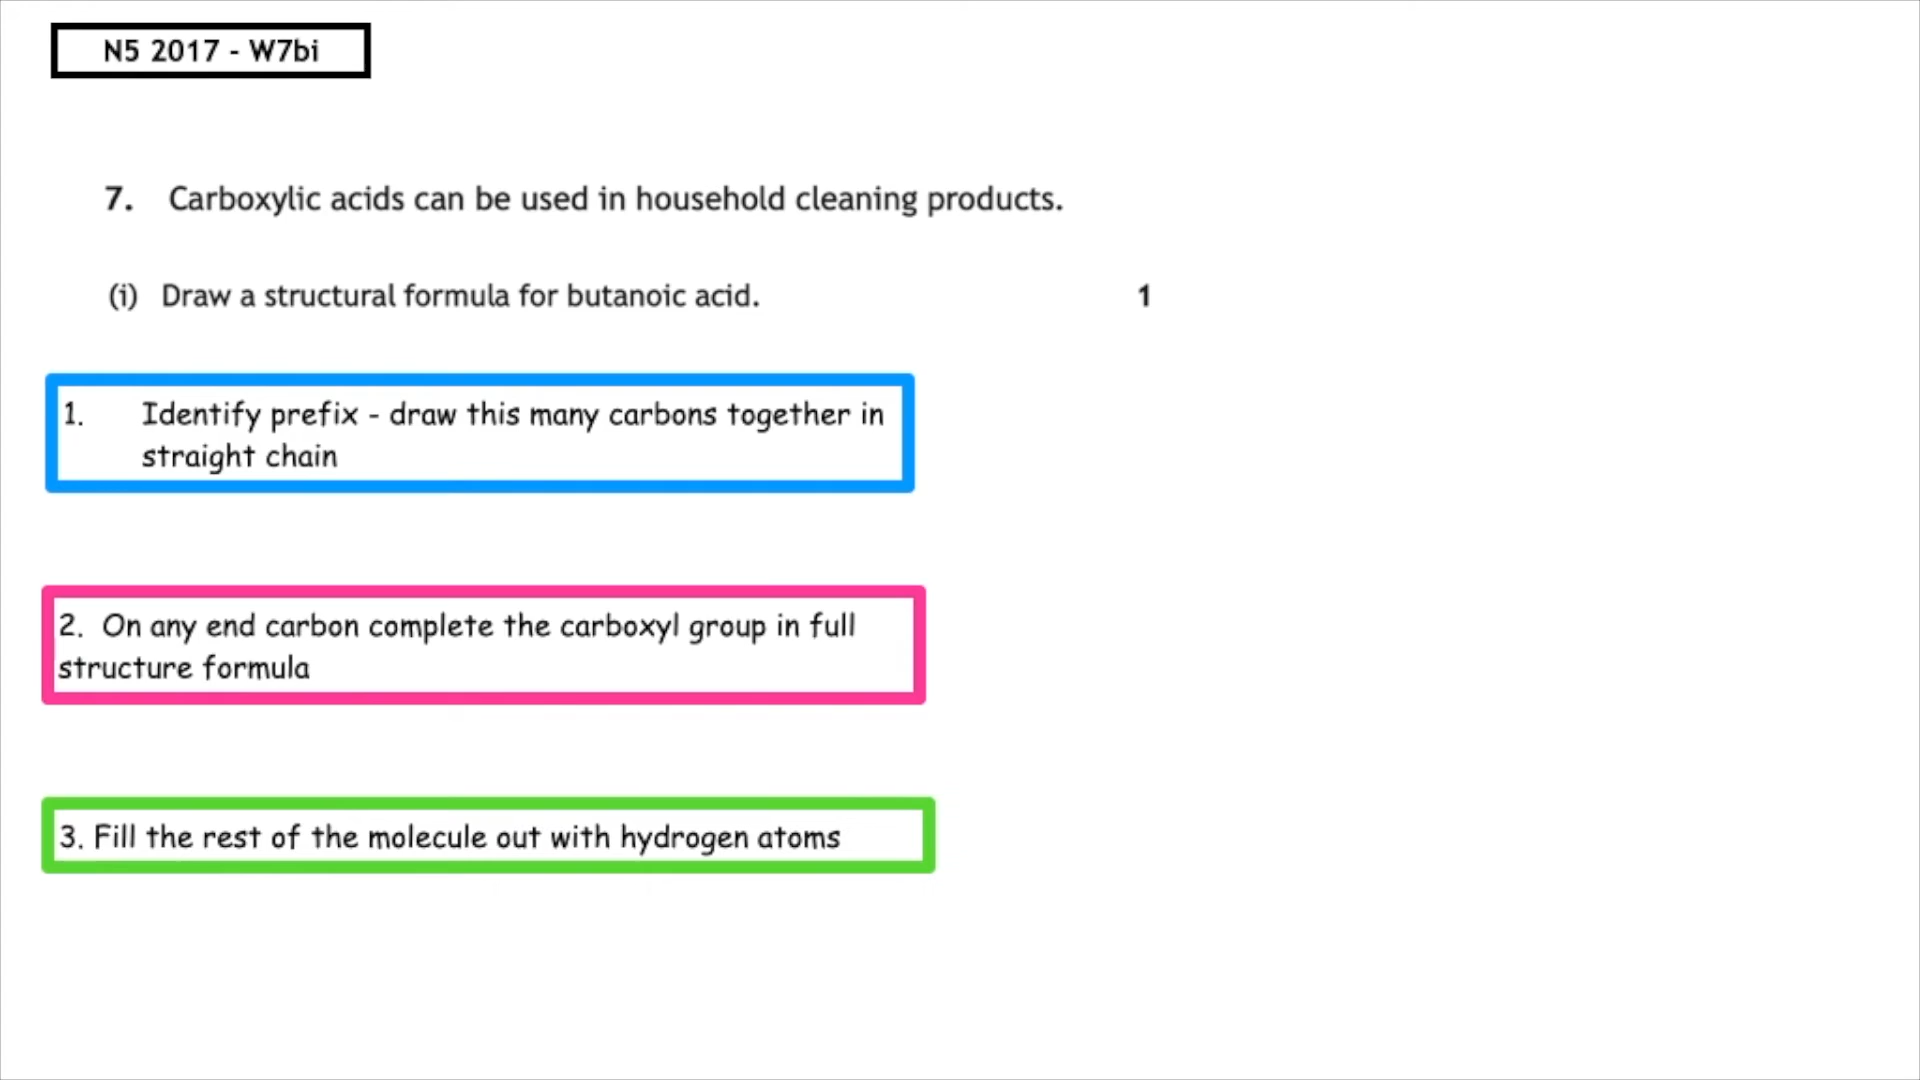 N5 2017 - W7bi
7. Carboxylic acids can be used in household cleaning products.
(i) Draw a structural formula for butanoic acid. 1
1. Identify prefix - draw this many carbons together in
straight chain
2. On any end carbon complete the carboxyl group in full
structure formula
3. Fill the rest of the molecule out with hydrogen atoms